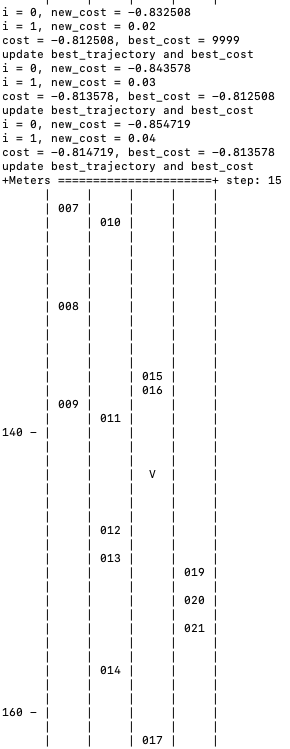 i = 0, new_cost = -0.832508
i = 1, new_cost = 0.02
cost = -0.812508, best_cost = 9999
update best_trajectory and best_cost
i = 0, new_cost = -0.843578
i = 1, new_cost = 0.03
cost = -0.813578, best_cost = -0.812508
update best_trajectory and best_cost
i = 0, new_cost = -0.854719
i = 1, new_cost = 0.04
cost = -0.814719, best_cost = -0.813578
update best_trajectory and best_cost
+Meters ======================+ step: 15
      |     |     |     |     |
      | 007 |     |     |     |
      |     | 010 |     |     |
      |     |     |     |     |
      |     |     |     |     |
      |     |     |     |     |
      |     |     |     |     |
      |     |     |     |     |
      | 008 |     |     |     |
      |     |     |     |     |
      |     |     |     |     |
      |     |     |     |     |
      |     |     |     |     |
      |     |     | 015 |     |
      |     |     | 016 |     |
      | 009 |     |     |     |
      |     | 011 |     |     |
140 - |     |     |     |     |
      |     |     |     |     |
      |     |     |     |     |
      |     |     |  V  |     |
      |     |     |     |     |
      |     |     |     |     |
      |     |     |     |     |
      |     | 012 |     |     |
      |     |     |     |     |
      |     | 013 |     |     |
      |     |     |     | 019 |
      |     |     |     |     |
      |     |     |     | 020 |
      |     |     |     |     |
      |     |     |     | 021 |
      |     |     |     |     |
      |     |     |     |     |
      |     | 014 |     |     |
      |     |     |     |     |
      |     |     |     |     |
160 - |     |     |     |     |
      |     |     |     |     |
      |     |     | 017 |     |